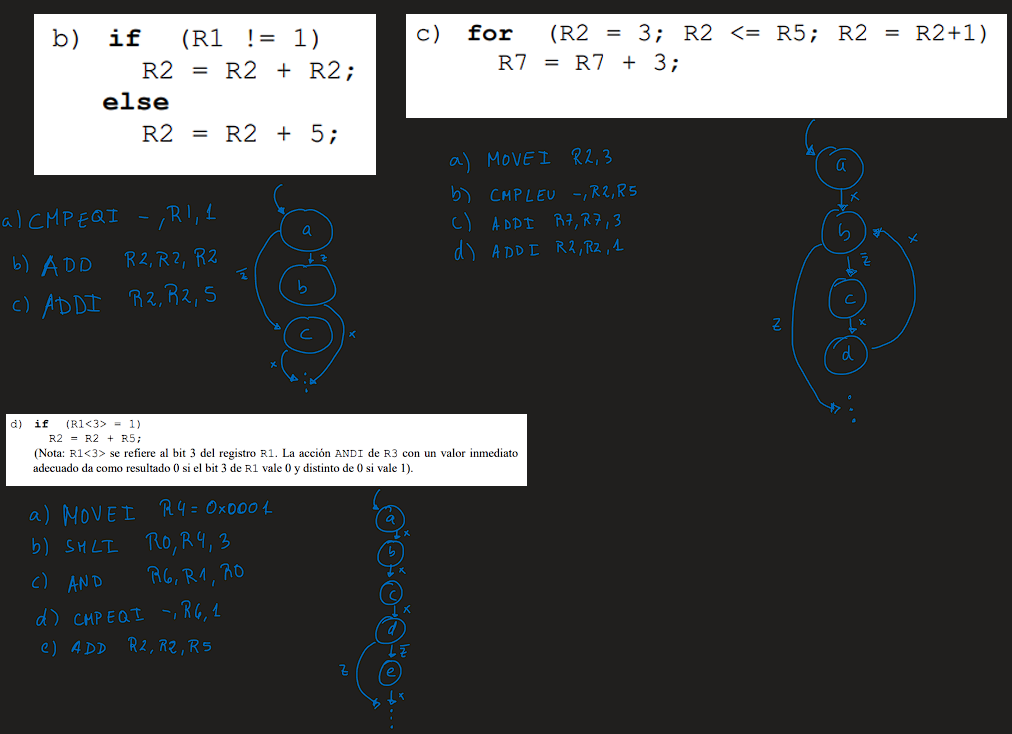 b) if (R1 != 1)
R2 = R2 + R2;
else
R2 = R2 + 5;
a) CMPEQI -, R1, 1
b) ADD R2, R2, R2
c) ADDI R2, R2, 5
a
z
b
z̅
c
x
x
c) for (R2 = 3; R2 <= R5; R2 = R2+1)
R7 = R7 + 3;
a) MOVEI R2, 3
b) CMPLEU -, R2, R5
c) ADDI R7, R7, 3
d) ADDI R2, R2, 1
a
x
b
x
z̅
c
z
x
d
d) if (R1<3> = 1)
R2 = R2 + R5;
(Nota: R1<3> se refiere al bit 3 del registro R1. La acción ANDI de R3 con un valor inmediato
adecuado da como resultado 0 si el bit 3 de R1 vale 0 y distinto de 0 si vale 1).
a) MOVEI R4 = 0x0001
b) SHLI R0, R4, 3
c) AND R6, R1, R0
d) CMPEQI -, R6, 1
e) ADD R2, R2, R5
a
x
b
x
c
x
d
z̅
z
e
x